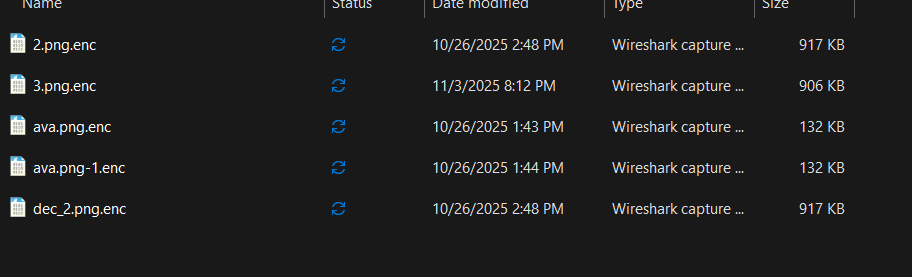 Name Status Date modified Type Size
2.png.enc 10/26/2025 2:48 PM Wireshark capture ... 917 KB
3.png.enc 11/3/2025 8:12 PM Wireshark capture ... 906 KB
ava.png.enc 10/26/2025 1:43 PM Wireshark capture ... 132 KB
ava.png-1.enc 10/26/2025 1:44 PM Wireshark capture ... 132 KB
dec_2.png.enc 10/26/2025 2:48 PM Wireshark capture ... 917 KB